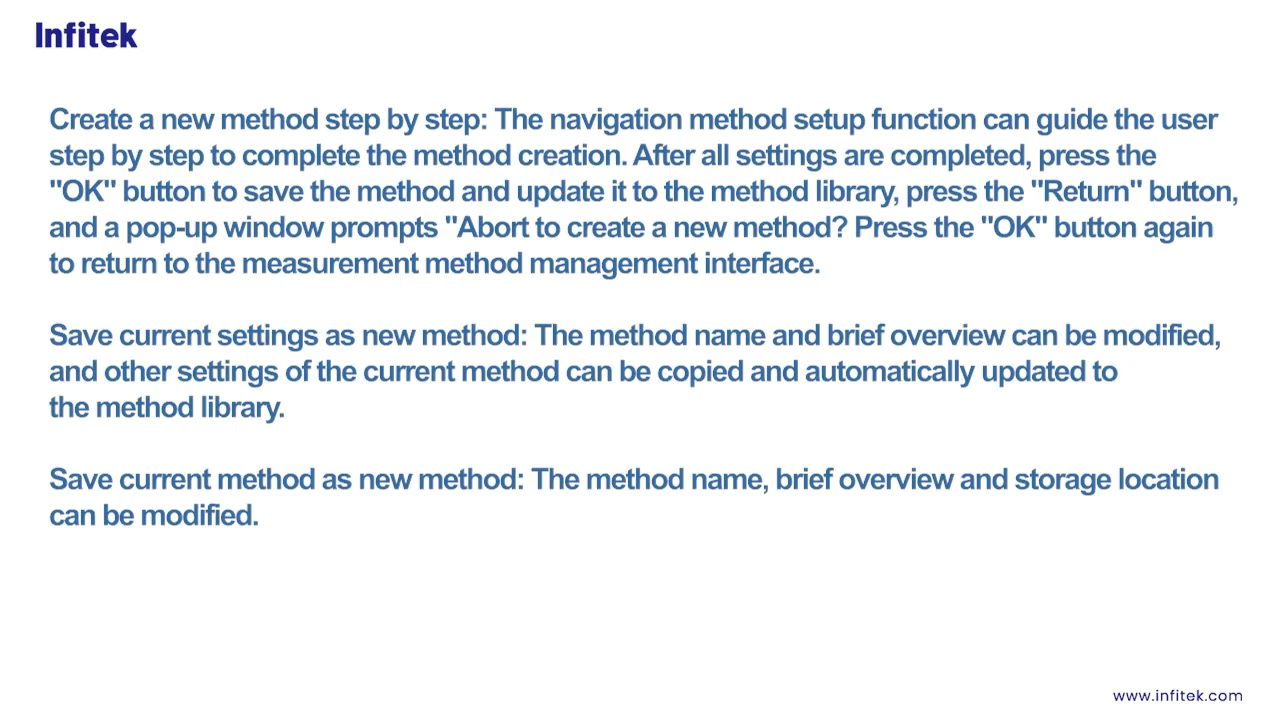 Infitek
Create a new method step by step: The navigation method setup function can guide the user
step by step to complete the method creation. After all settings are completed, press the
"OK" button to save the method and update it to the method library, press the "Return" button,
and a pop-up window prompts "Abort to create a new method? Press the "OK" button again
to return to the measurement method management interface.
Save current settings as new method: The method name and brief overview can be modified,
and other settings of the current method can be copied and automatically updated to
the method library.
Save current method as new method: The method name, brief overview and storage location
can be modified.
www.infitek.com